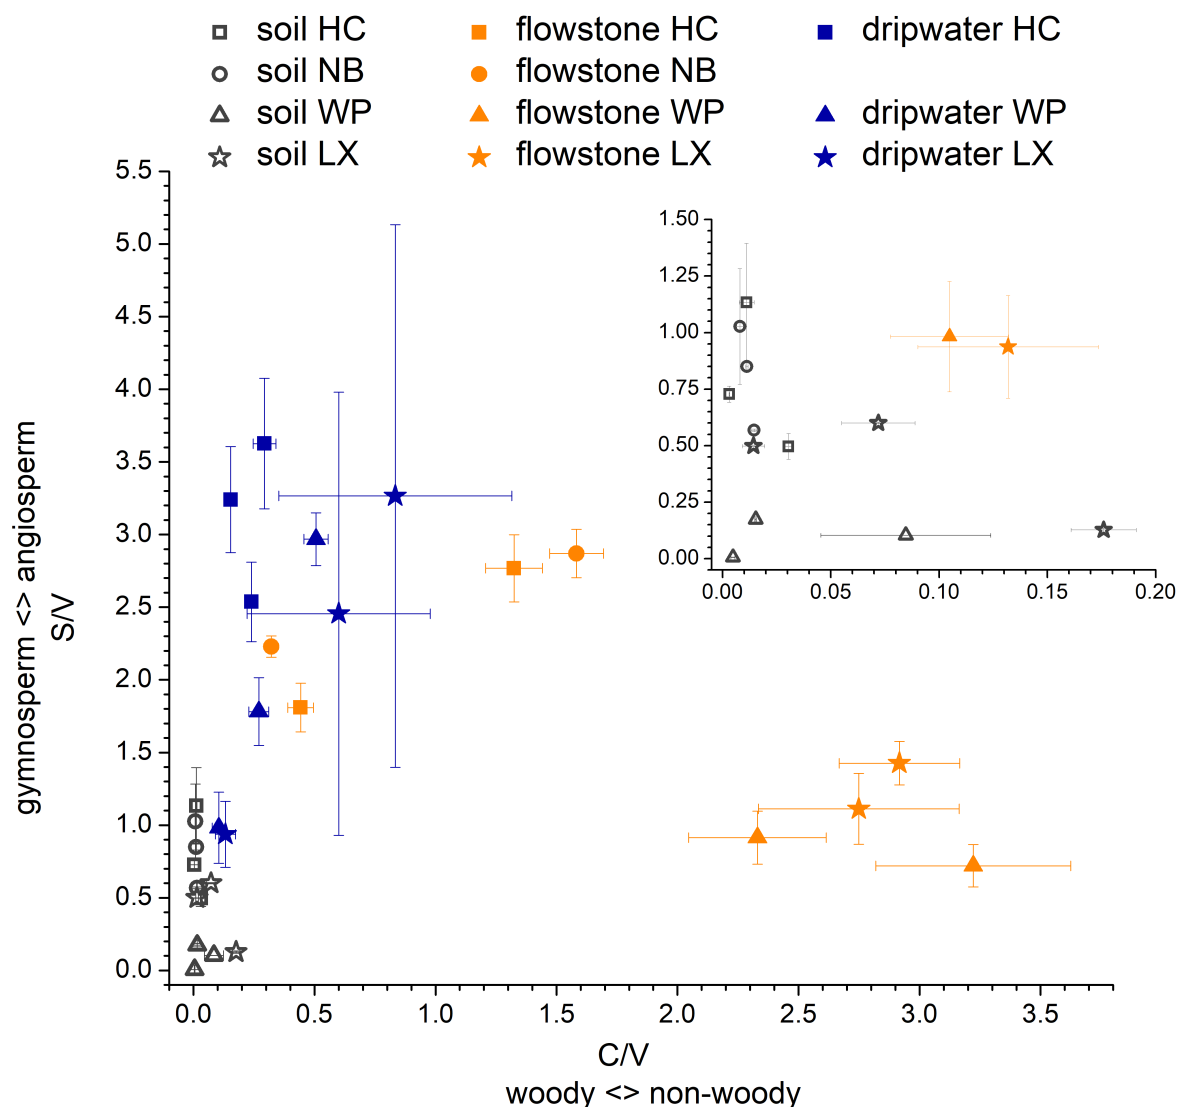 soil HC flowstone HC dripwater HC
soil NB flowstone NB
soil WP flowstone WP dripwater WP
soil LX flowstone LX dripwater LX
5.5
5.0
4.5
4.0
3.5
3.0
2.5
2.0
1.5
1.0
0.5
0.0
gymnosperm <> angiosperm
S/V
1.50
1.25
1.00
0.75
0.50
0.25
0.00
0.00 0.05 0.10 0.15 0.20
0.0 0.5 1.0 1.5 2.0 2.5 3.0 3.5
C/V
woody <> non-woody